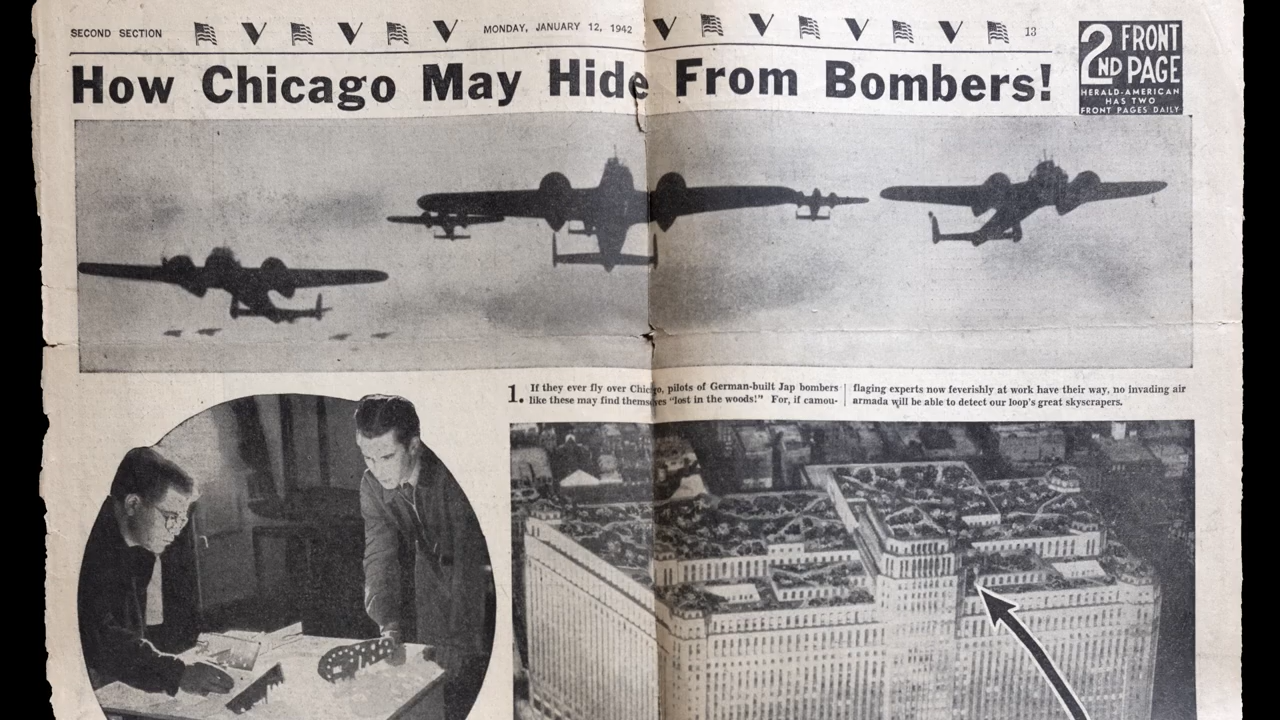 SECOND SECTION
MONDAY, JANUARY 12, 1942
13
2ND FRONT PAGE
HERALD-AMERICAN
HAS TWO
FRONT PAGES DAILY
How Chicago May Hide From Bombers!
1. If they ever fly over Chicago, pilots of German-built Jap bombers
like these may find themselves "lost in the woods!" For, if camou-
flaging experts now feverishly at work have their way, no invading air
armada will be able to detect our loop's great skyscrapers.